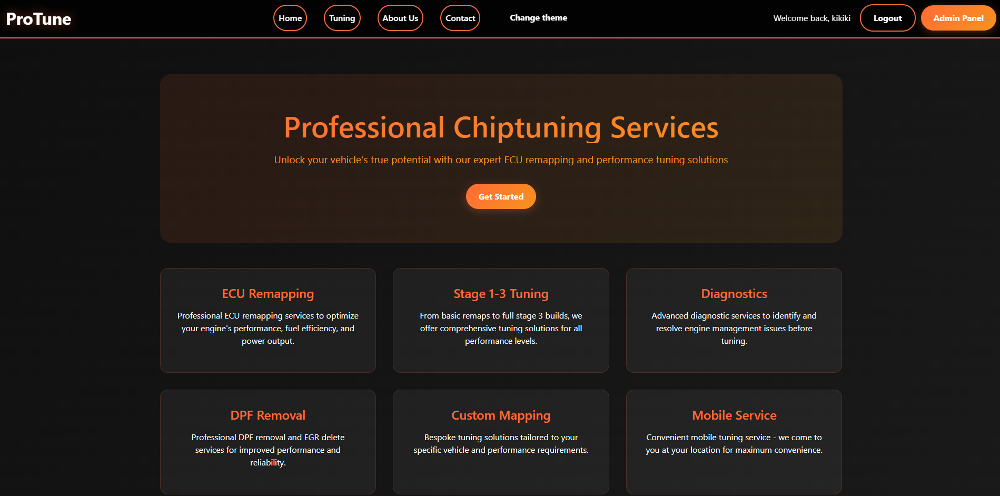 ProTune
Home
Tuning
About Us
Contact
Change theme
Welcome back, kikiki
Logout
Admin Panel
Professional Chiptuning Services
Unlock your vehicle's true potential with our expert ECU remapping and performance tuning solutions
Get Started
ECU Remapping
Professional ECU remapping services to optimize
your engine's performance, fuel efficiency, and
power output.
Stage 1-3 Tuning
From basic remaps to full stage 3 builds, we
offer comprehensive tuning solutions for all
performance levels.
Diagnostics
Advanced diagnostic services to identify and
resolve engine management issues before
tuning.
DPF Removal
Professional DPF removal and EGR delete
services for improved performance and
reliability.
Custom Mapping
Bespoke tuning solutions tailored to your
specific vehicle and performance requirements.
Mobile Service
Convenient mobile tuning service - we come to
you at your location for maximum convenience.